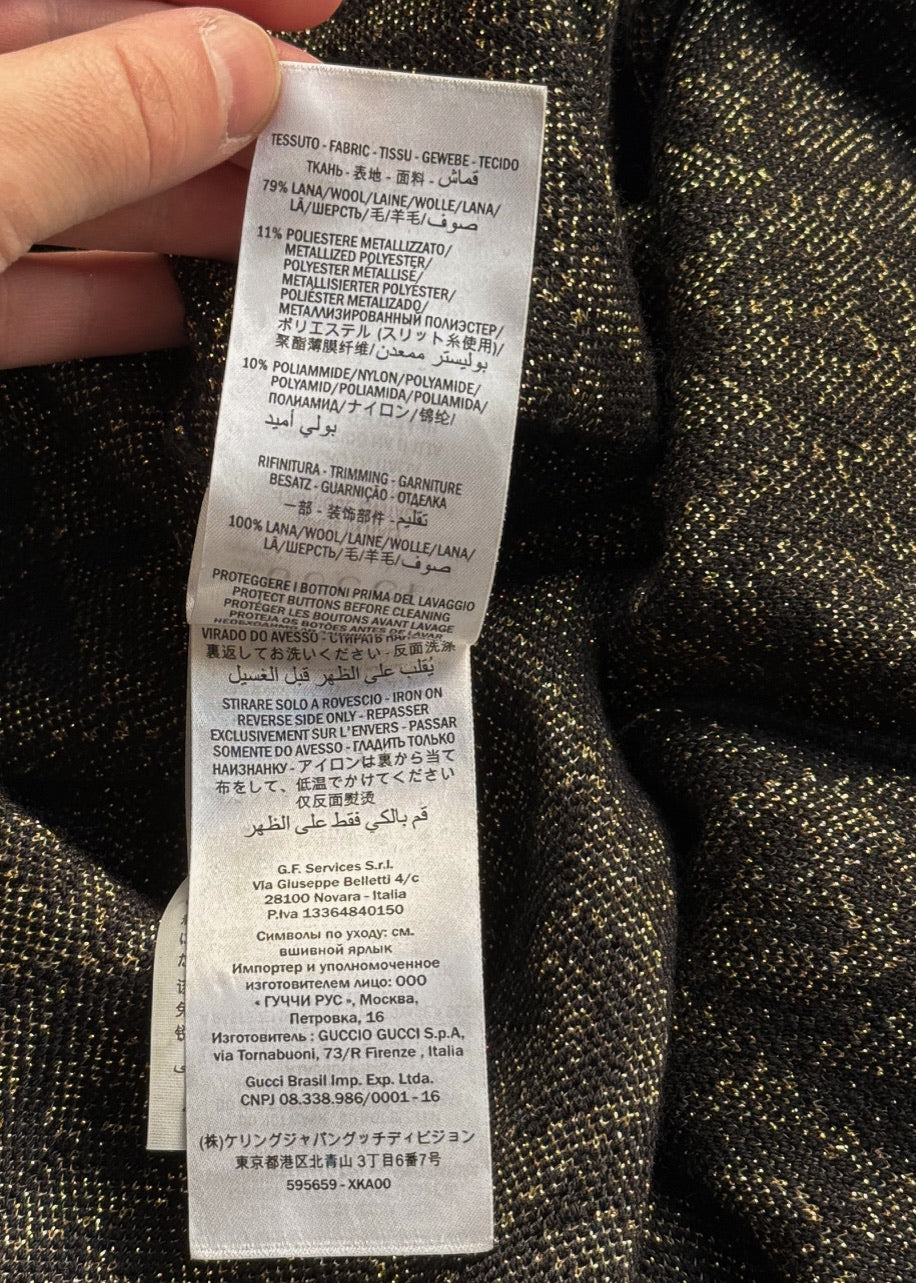 TESSUTO - FABRIC - TISSU - GEWEBE - TECIDO
ТКАНЬ - 表地 - 面料 - قماش
79% LANA/WOOL/LAINE/WOLLE/LANA/
LÃ/ШЕРСТЬ/毛/羊毛/صوف
11% POLIESTERE METALLIZZATO/
METALLIZED POLYESTER/
POLYESTER MÉTALLISÉ/
METALLISIERTER POLYESTER/
POLIÉSTER METALIZADO/
МЕТАЛЛИЗИРОВАННЫЙ ПОЛИЭСТЕР/
ポリエステル (スリット糸使用)/
聚酯薄膜纤维/بوليستر ممعدن
10% POLIAMMIDE/NYLON/POLYAMIDE/
POLYAMID/POLIAMIDA/POLIAMIDA/
ПОЛИАМИД/ナイロン/锦纶/
بولي أميد
RIFINITURA - TRIMMING - GARNITURE
BESATZ - GUARNIÇÃO - ОТДЕЛКА
一部 - 装饰部件 - تقليم
100% LANA/WOOL/LAINE/WOLLE/LANA/
LÃ/ШЕРСТЬ/毛/羊毛/صوف
PROTEGGERE I BOTTONI PRIMA DEL LAVAGGIO
PROTECT BUTTONS BEFORE CLEANING
PROTÉGER LES BOUTONS AVANT LAVAGE
PROTEJA OS BOTÕES ANTES DE LAVAR
VIRADO DO AVESSO - СТИРАТЬ
裏返してお洗いください - 反面洗涤
يُقلب على الظهر قبل الغسيل
STIRARE SOLO A ROVESCIO - IRON ON
REVERSE SIDE ONLY - REPASSER
EXCLUSIVEMENT SUR L'ENVERS - PASSAR
SOMENTE DO AVESSO - ГЛАДИТЬ ТОЛЬКО
НАИЗНАНКУ - アイロンは裏から当て
布をして、低温でかけてください
仅反面熨烫
قم بالكي فقط على الظهر
G.F. Services S.r.l.
Via Giuseppe Belletti 4/c
28100 Novara - Italia
P.Iva 13364840150
Символы по уходу: см.
вшивной ярлык
Импортер и уполномоченное
изготовителем лицо: ООО
« ГУЧЧИ РУС », Москва,
Петровка, 16
Изготовитель : GUCCIO GUCCI S.p.A,
via Tornabuoni, 73/R Firenze , Italia
Gucci Brasil Imp. Exp. Ltda.
CNPJ 08.338.986/0001 - 16
(株)ケリングジャパングッチディビジョン
東京都港区北青山 3丁目6番7号
595659 - XKA00